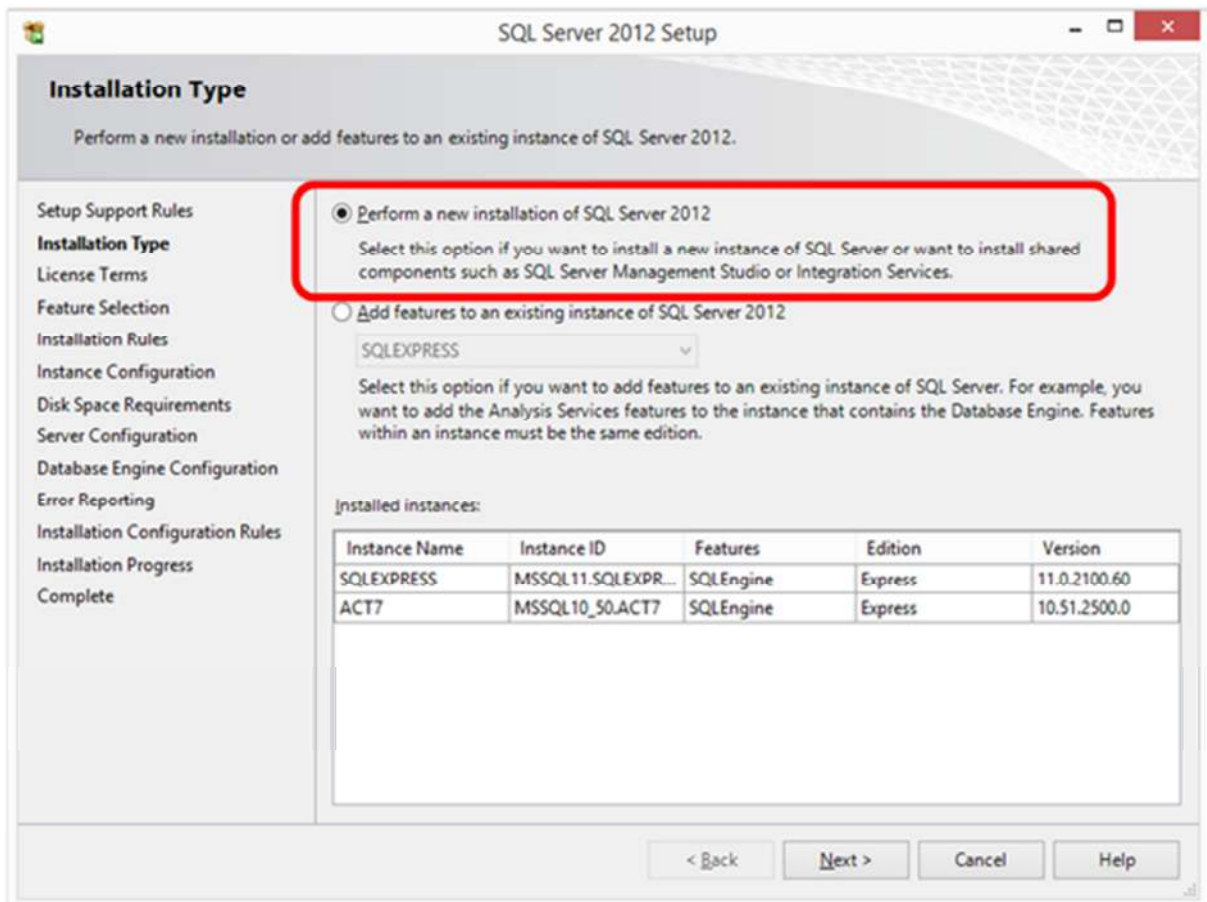 SQL Server 2012 Setup
Installation Type
Perform a new installation or add features to an existing instance of SQL Server 2012.
Setup Support Rules
Installation Type
License Terms
Feature Selection
Installation Rules
Instance Configuration
Disk Space Requirements
Server Configuration
Database Engine Configuration
Error Reporting
Installation Configuration Rules
Installation Progress
Complete
Perform a new installation of SQL Server 2012
Select this option if you want to install a new instance of SQL Server or want to install shared
components such as SQL Server Management Studio or Integration Services.
Add features to an existing instance of SQL Server 2012
SQLEXPRESS
Select this option if you want to add features to an existing instance of SQL Server. For example, you
want to add the Analysis Services features to the instance that contains the Database Engine. Features
within an instance must be the same edition.
Installed instances:
Instance Name Instance ID Features Edition Version
SQLEXPRESS MSSQL11.SQLEXPR... SQLEngine Express 11.0.2100.60
ACT7 MSSQL10_50.ACT7 SQLEngine Express 10.51.2500.0
< Back Next > Cancel Help